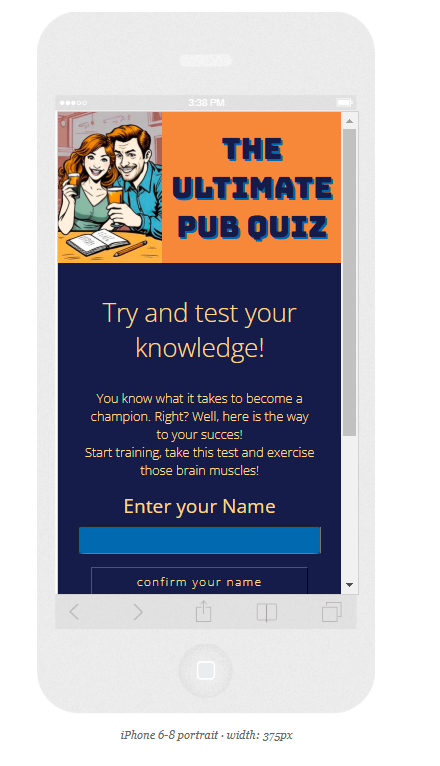 3:38 PM
THE
ULTIMATE
PUB QUIZ
Try and test your
knowledge!
You know what it takes to become a
champion. Right? Well, here is the way
to your succes!
Start training, take this test and exercise
those brain muscles!
Enter your Name
confirm your name
iPhone 6-8 portrait · width: 375px